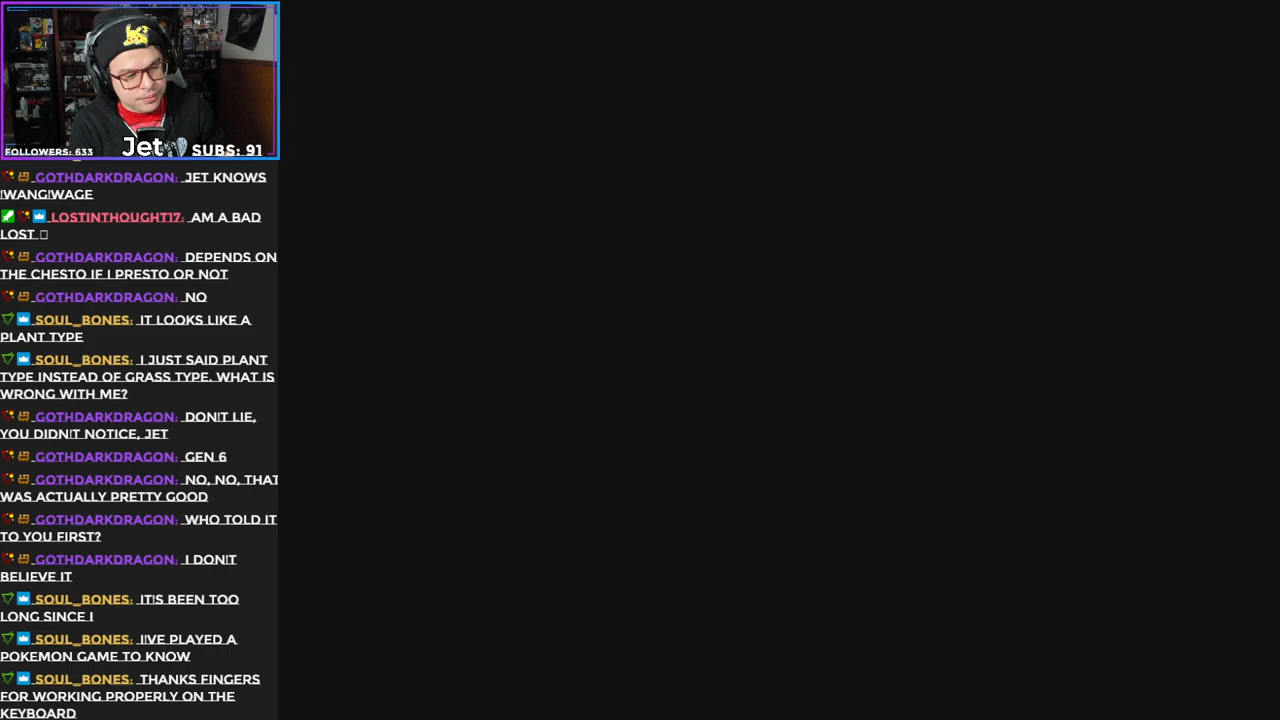 FOLLOWERS: 633
Jet
SUBS: 91
GOTHDARKDRAGON: JET KNOWS
!WANG!WAGE
LOSTINTHOUGHT17: AM A BAD
LOST
GOTHDARKDRAGON: DEPENDS ON
THE CHESTO IF I PRESTO OR NOT
GOTHDARKDRAGON: NO
SOUL_BONES: IT LOOKS LIKE A
PLANT TYPE
SOUL_BONES: I JUST SAID PLANT
TYPE INSTEAD OF GRASS TYPE. WHAT IS
WRONG WITH ME?
GOTHDARKDRAGON: DON'T LIE,
YOU DIDN'T NOTICE, JET
GOTHDARKDRAGON: GEN 6
GOTHDARKDRAGON: NO, NO, THAT
WAS ACTUALLY PRETTY GOOD
GOTHDARKDRAGON: WHO TOLD IT
TO YOU FIRST?
GOTHDARKDRAGON: I DON'T
BELIEVE IT
SOUL_BONES: IT'S BEEN TOO
LONG SINCE I
SOUL_BONES: I'VE PLAYED A
POKEMON GAME TO KNOW
SOUL_BONES: THANKS FINGERS
FOR WORKING PROPERLY ON THE
KEYBOARD